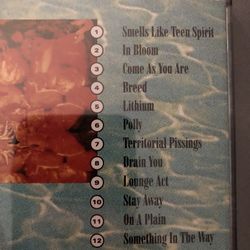 1 Smells Like Teen Spirit
2 In Bloom
3 Come As You Are
4 Breed
5 Lithium
6 Polly
7 Territorial Pissings
8 Drain You
9 Lounge Act
10 Stay Away
11 On A Plain
12 Something In The Way